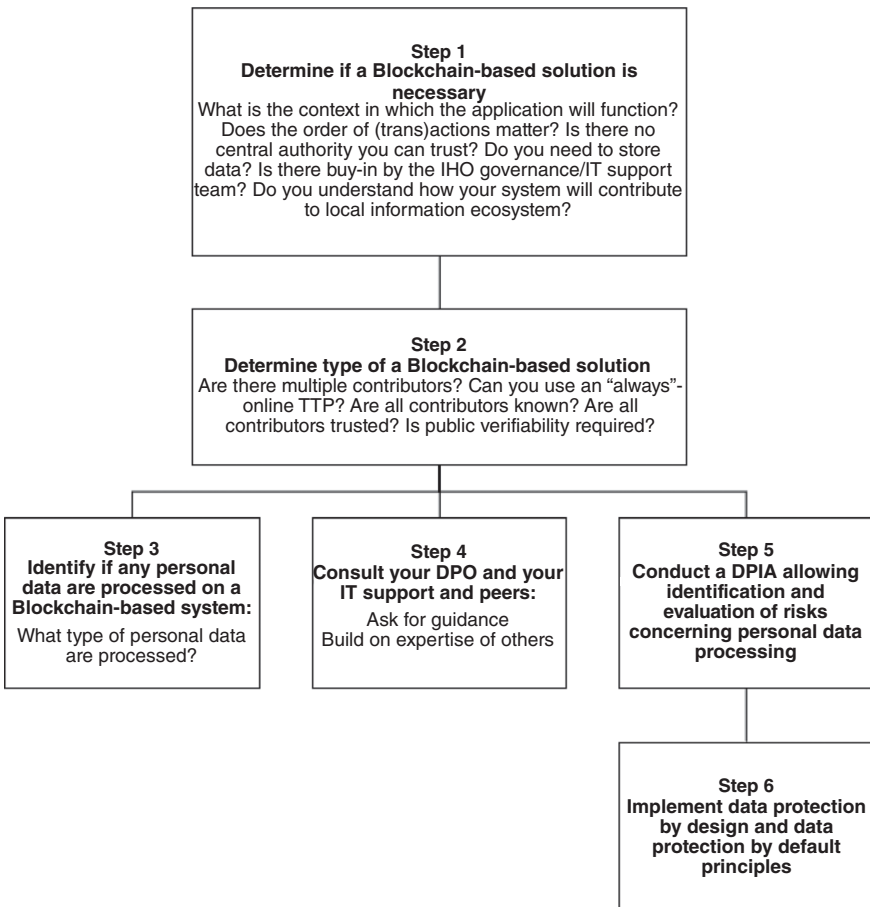 Step 1
Determine if a Blockchain-based solution is
necessary
What is the context in which the application will function?
Does the order of (trans)actions matter? Is there no
central authority you can trust? Do you need to store
data? Is there buy-in by the IHO governance/IT support
team? Do you understand how your system will contribute
to local information ecosystem?
Step 2
Determine type of a Blockchain-based solution
Are there multiple contributors? Can you use an “always”-
online TTP? Are all contributors known? Are all
contributors trusted? Is public verifiability required?
Step 3
Identify if any personal
data are processed on a
Blockchain-based system:
What type of personal data
are processed?
Step 4
Consult your DPO and your
IT support and peers:
Ask for guidance
Build on expertise of others
Step 5
Conduct a DPIA allowing
identification and
evaluation of risks
concerning personal data
processing
Step 6
Implement data protection
by design and data
protection by default
principles